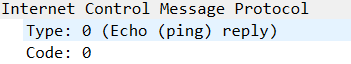 Internet Control Message Protocol
Type: 0 (Echo (ping) reply)
Code: 0